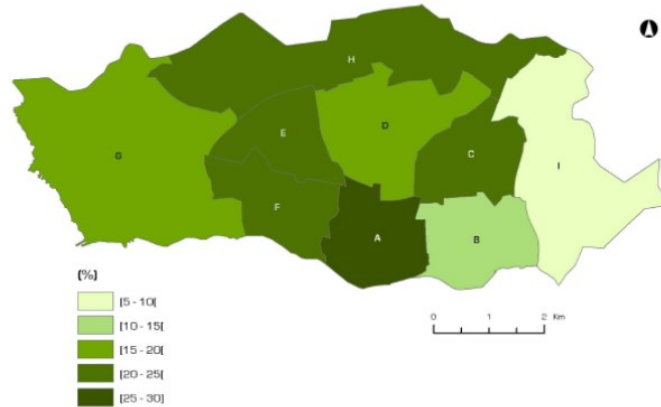 H
D
E
C
G
I
F
A
B
(%)
[5 - 10[
[10 - 15[
[15 - 20[
[20 - 25[
[25 - 30]
0 1 2 Km